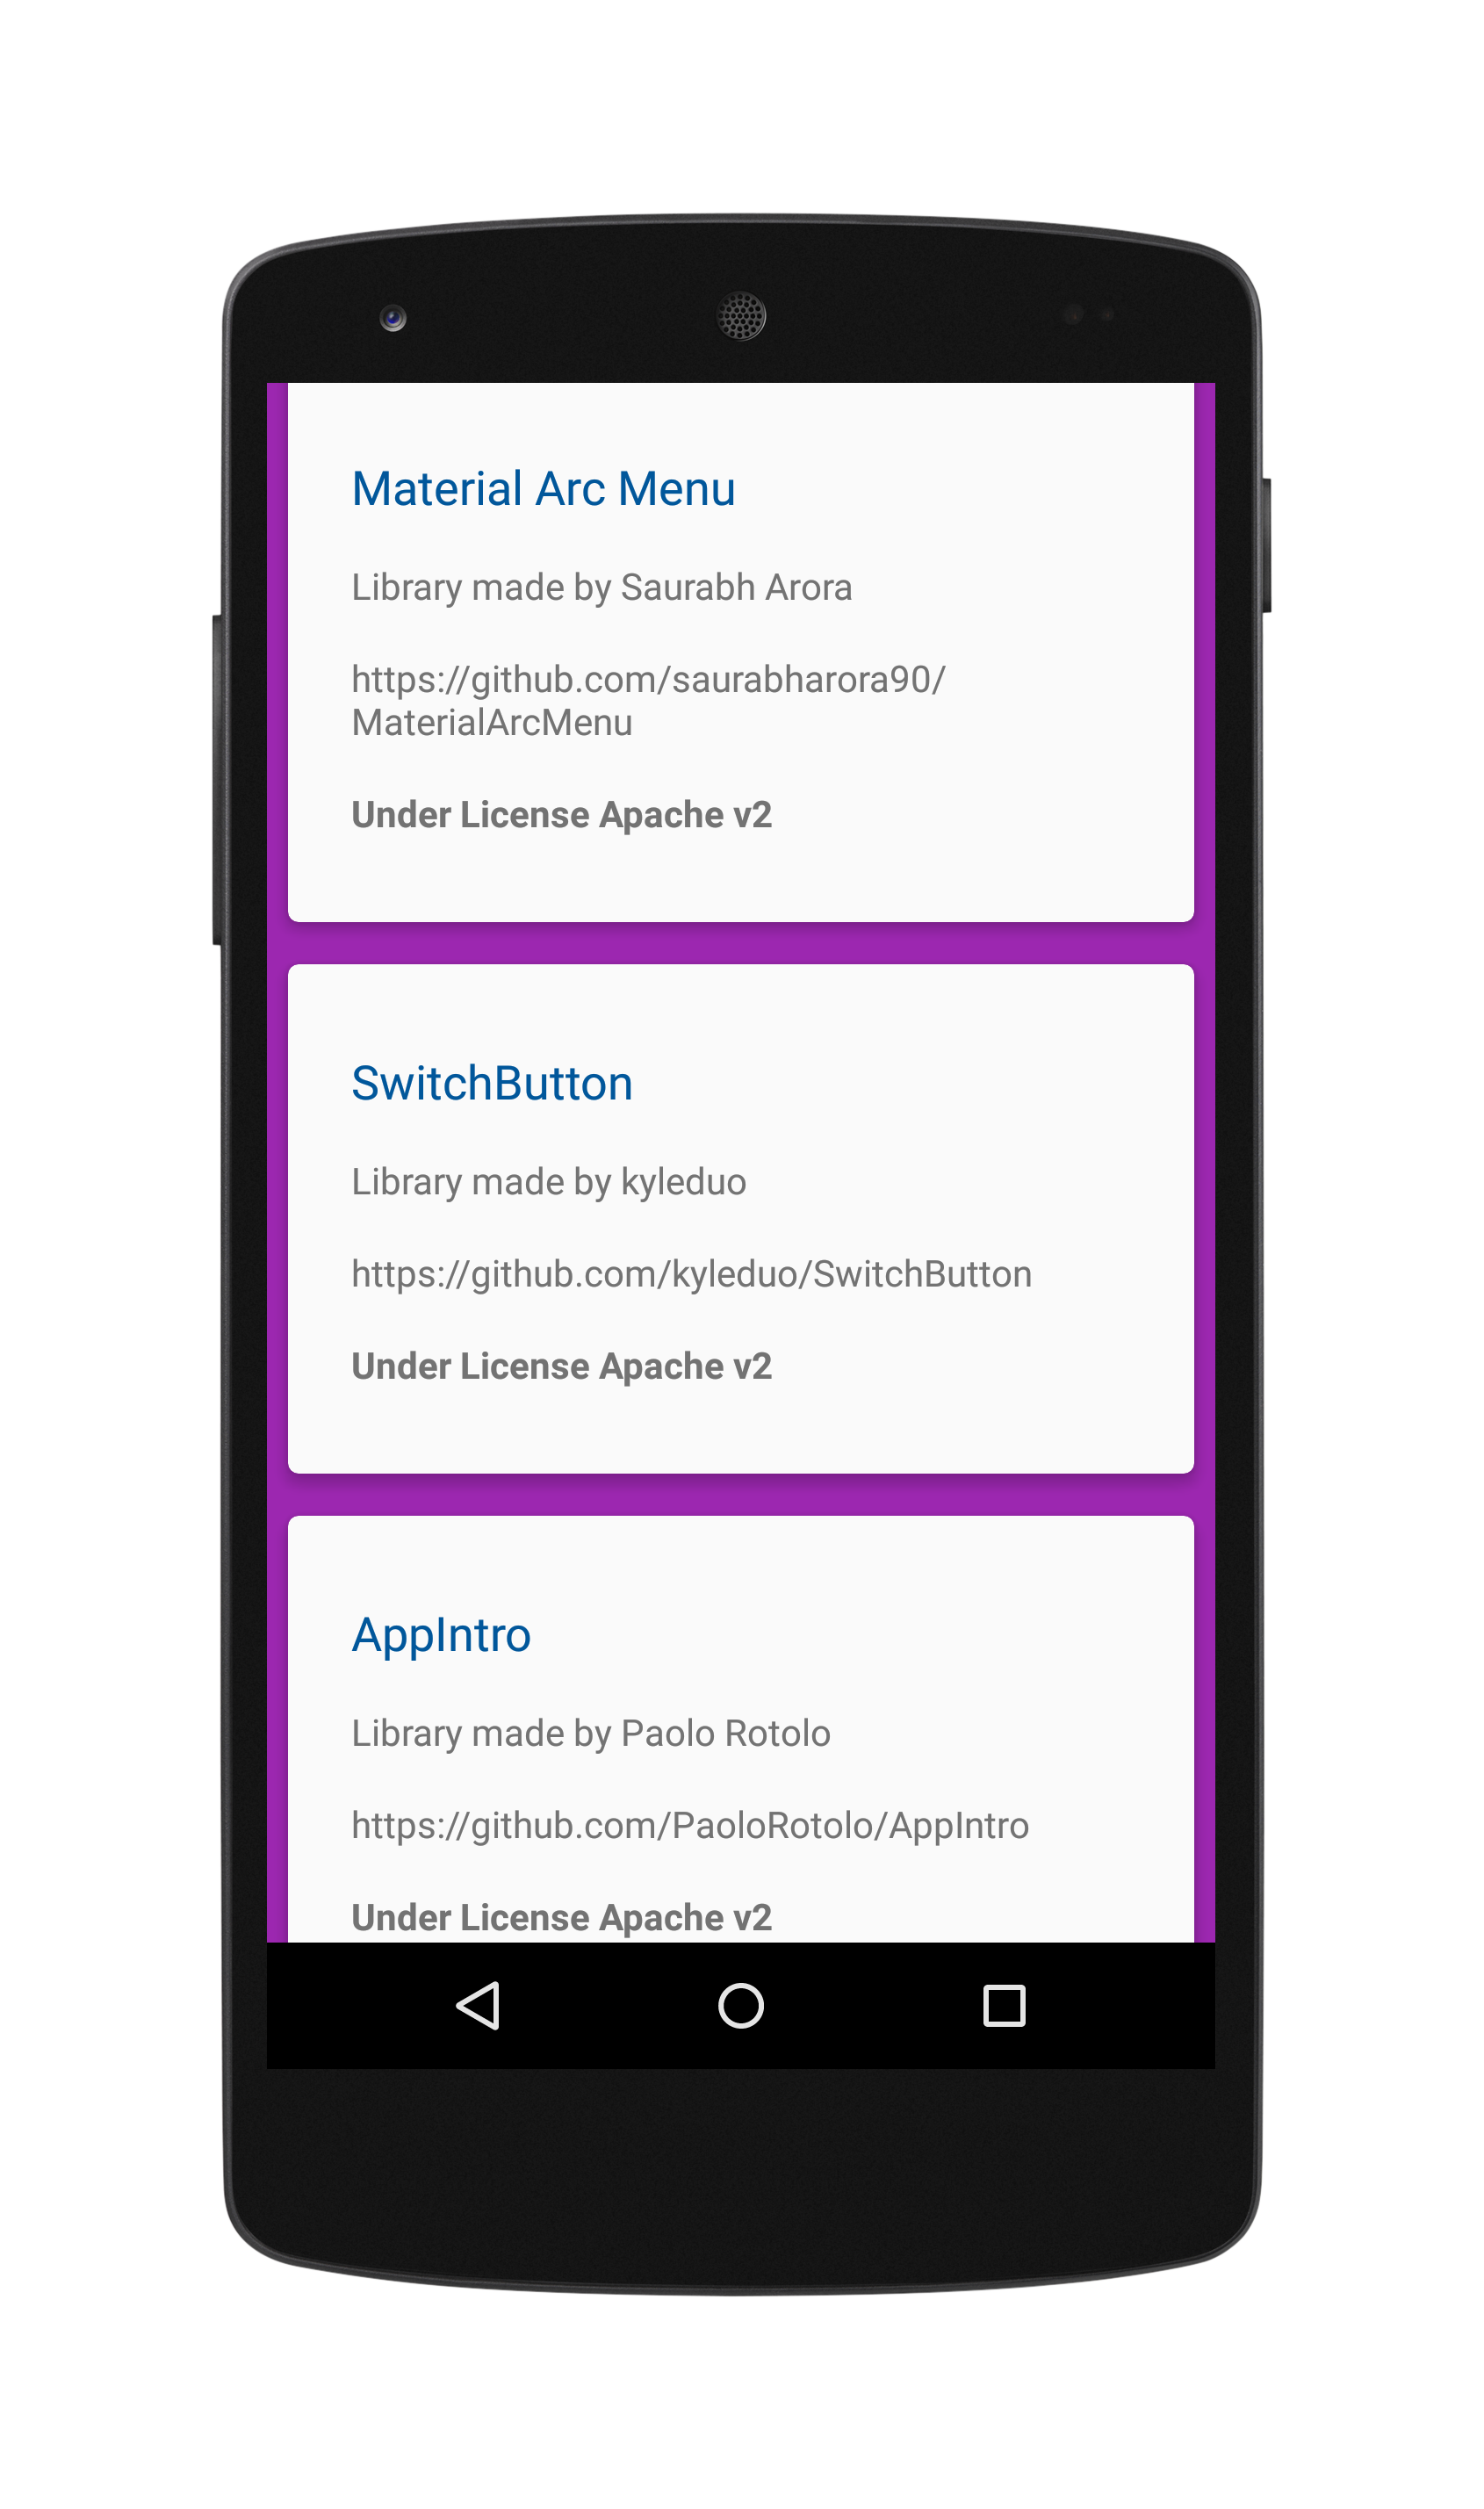 Material Arc Menu
Library made by Saurabh Arora
https://github.com/saurabharora90/
MaterialArcMenu
Under License Apache v2
SwitchButton
Library made by kyleduo
https://github.com/kyleduo/SwitchButton
Under License Apache v2
AppIntro
Library made by Paolo Rotolo
https://github.com/PaoloRotolo/AppIntro
Under License Apache v2